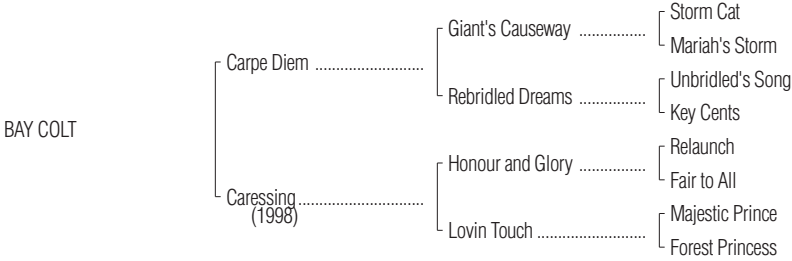 Storm Cat
Giant's Causeway ................
Mariah's Storm
Carpe Diem ..........................
Unbridled's Song
Rebridled Dreams ................
Key Cents
BAY COLT
Relaunch
Honour and Glory ................
Fair to All
Caressing..............................
(1998)
Majestic Prince
Lovin Touch ..........................
Forest Princess